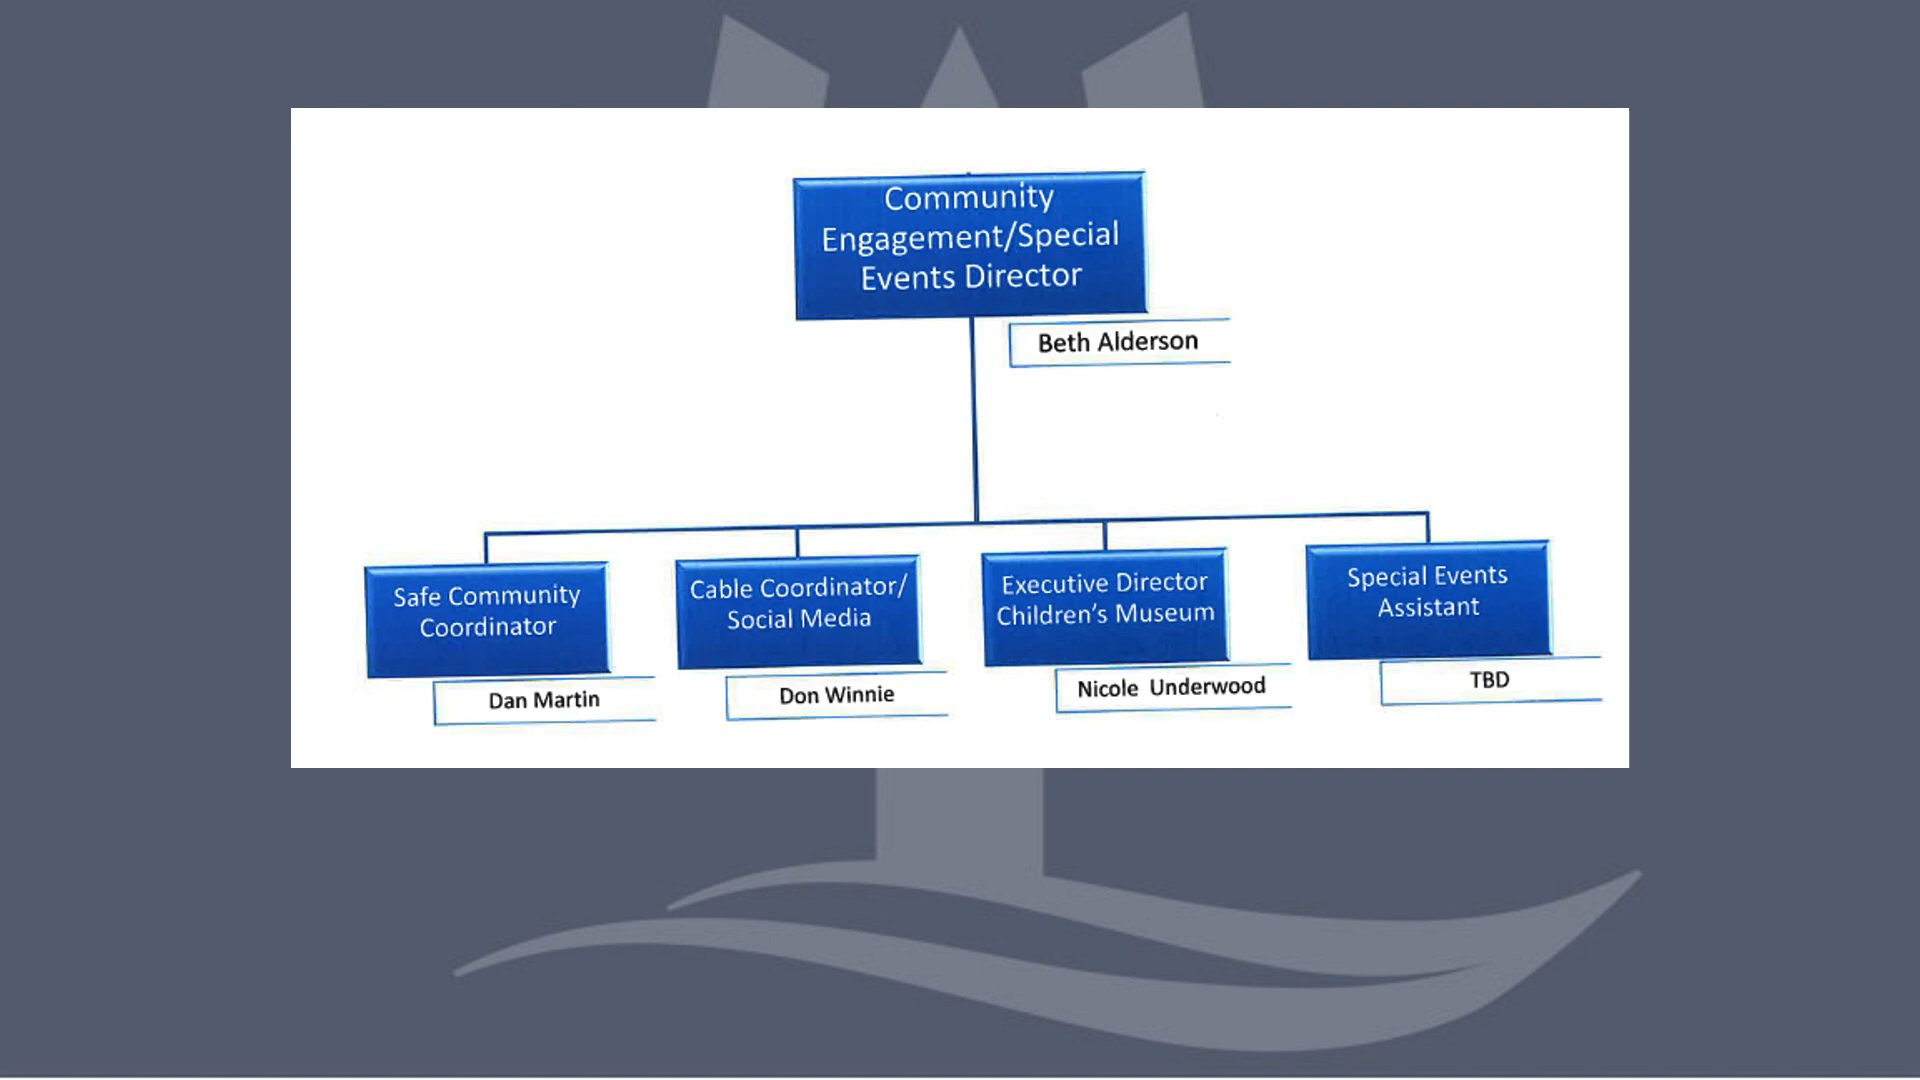 Community
Engagement/Special
Events Director
Beth Alderson
Safe Community
Coordinator
Dan Martin
Cable Coordinator/
Social Media
Don Winnie
Executive Director
Children’s Museum
Nicole Underwood
Special Events
Assistant
TBD